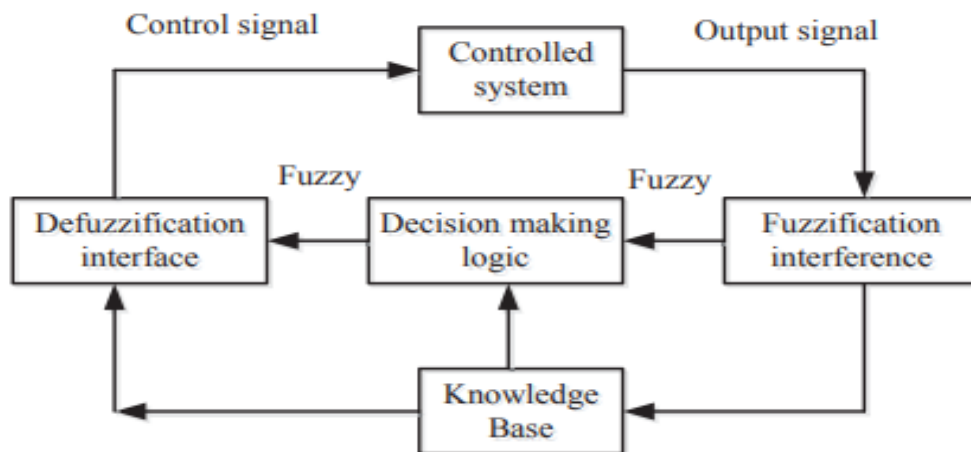 Control signal
Controlled
system
Output signal
Fuzzy
Fuzzy
Defuzzification
interface
Decision making
logic
Fuzzification
interference
Knowledge
Base